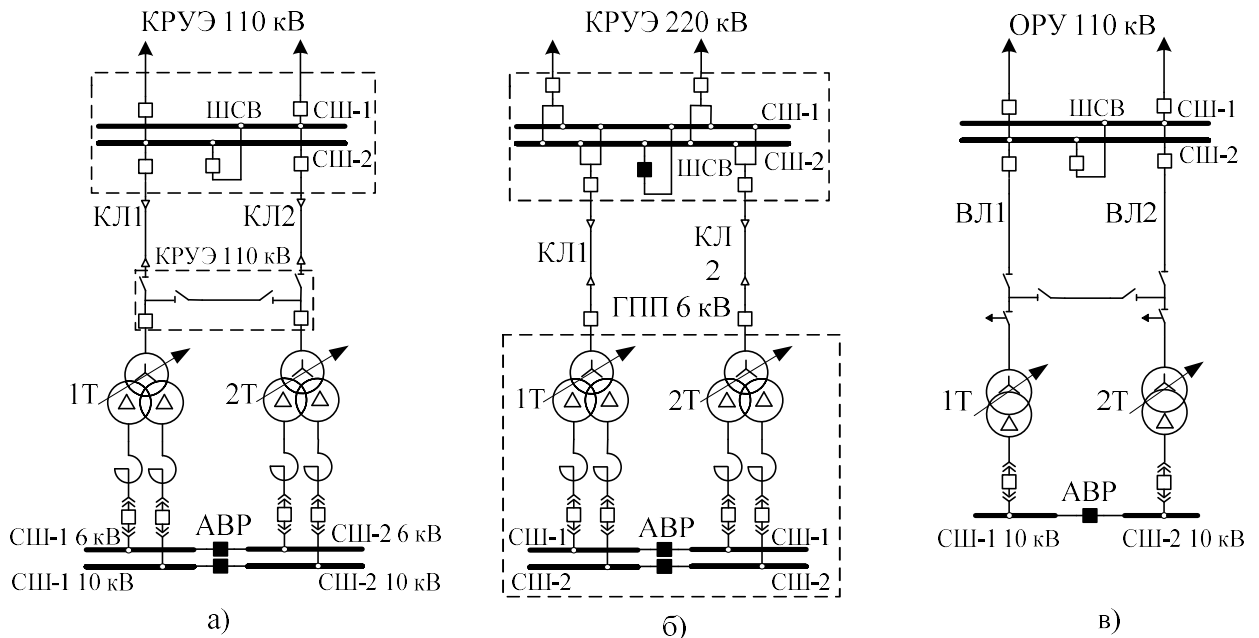 КРУЭ 110 кВ
ШСВ
СШ-1
СШ-2
КЛ1
КЛ2
КРУЭ 110 кВ
1Т
2Т
АВР
СШ-1 6 кВ
СШ-2 6 кВ
СШ-1 10 кВ
СШ-2 10 кВ
а)
КРУЭ 220 кВ
СШ-1
ШСВ
СШ-2
КЛ1
КЛ
2
ГПП 6 кВ
1Т
2Т
АВР
СШ-1
СШ-1
СШ-2
СШ-2
б)
ОРУ 110 кВ
ШСВ
СШ-1
СШ-2
ВЛ1
ВЛ2
1Т
2Т
АВР
СШ-1 10 кВ
СШ-2 10 кВ
в)